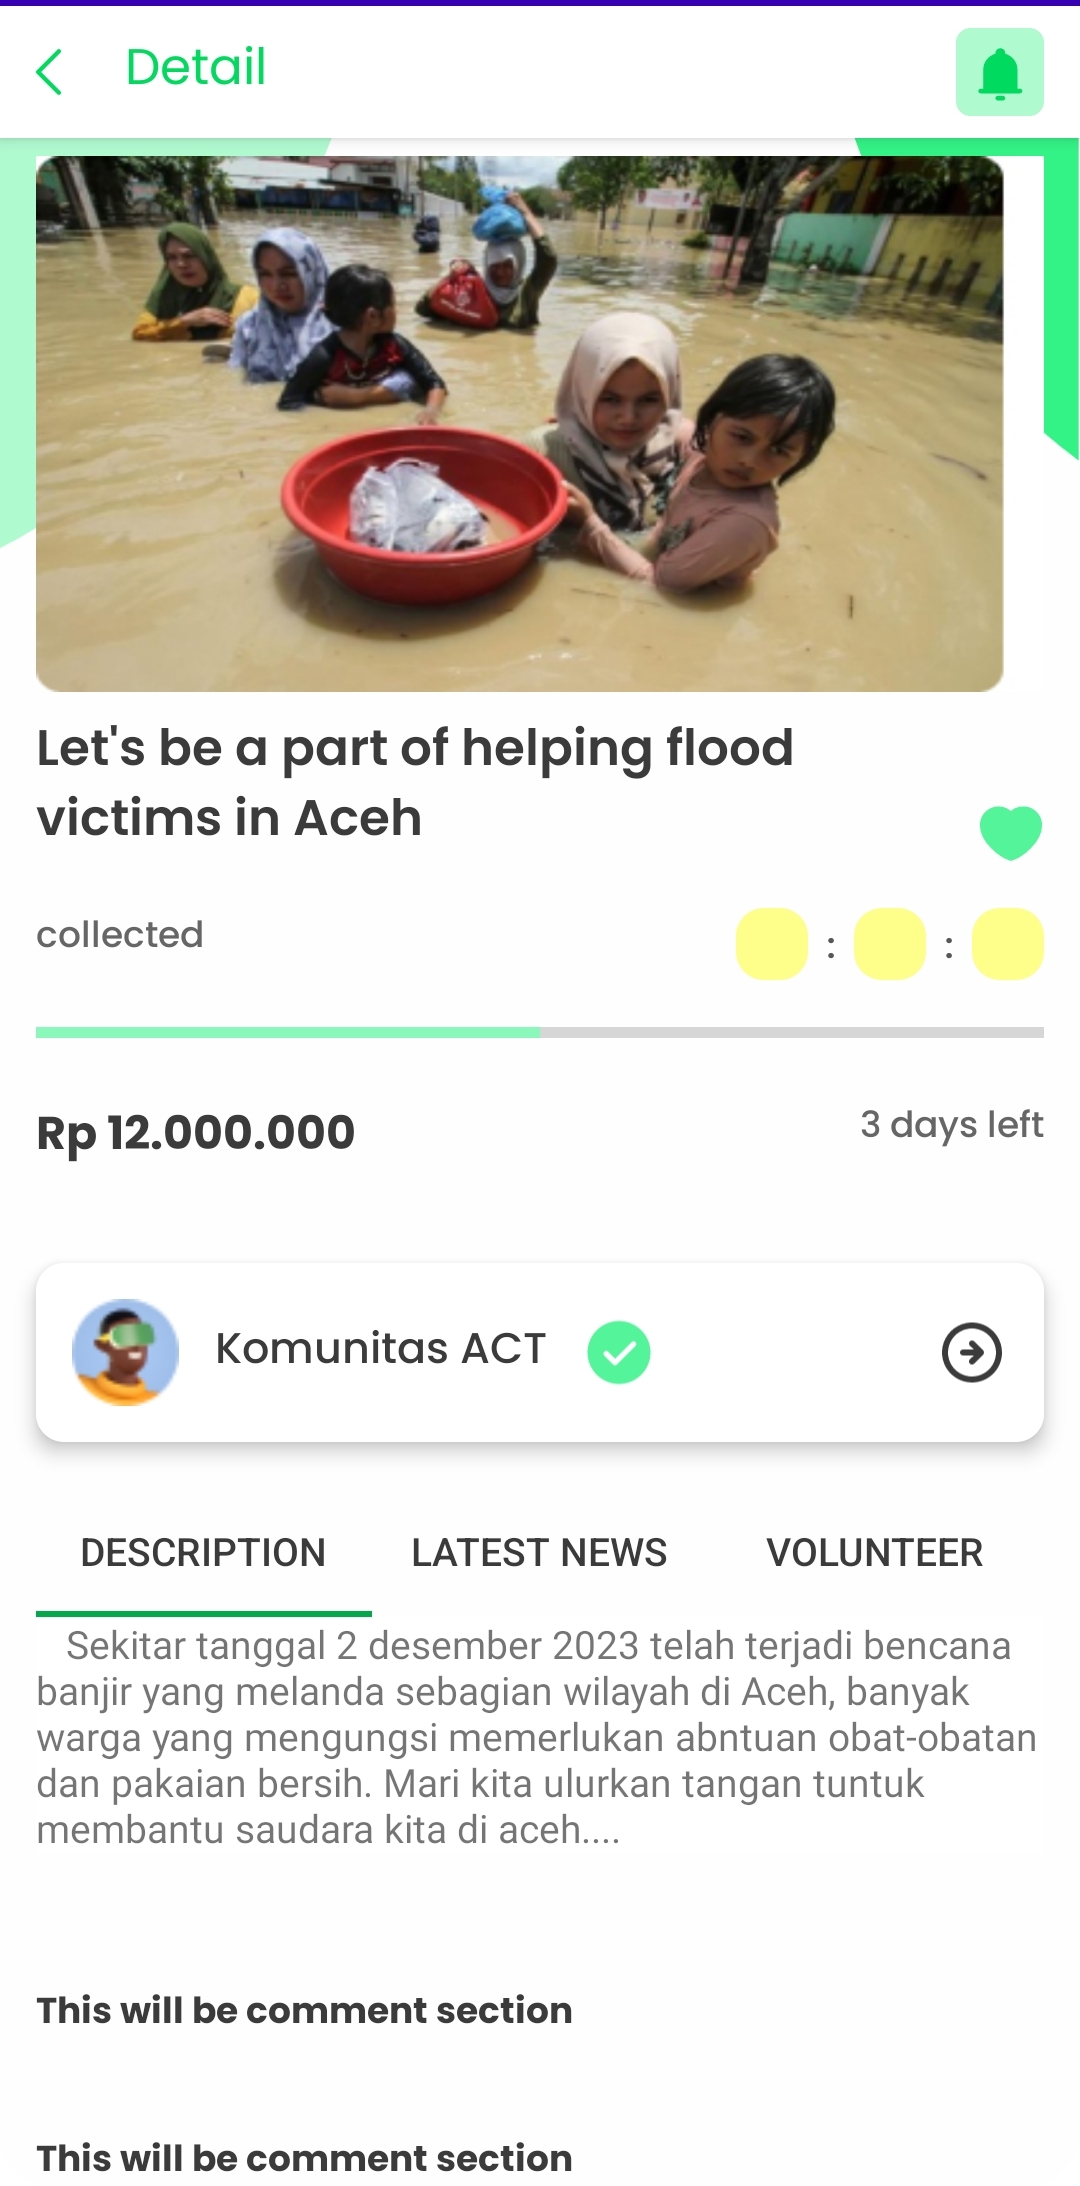 Detail
Let's be a part of helping flood
victims in Aceh
collected
: :
Rp 12.000.000
3 days left
Komunitas ACT
DESCRIPTION
LATEST NEWS
VOLUNTEER
Sekitar tanggal 2 desember 2023 telah terjadi bencana
banjir yang melanda sebagian wilayah di Aceh, banyak
warga yang mengungsi memerlukan abntuan obat-obatan
dan pakaian bersih. Mari kita ulurkan tangan tuntuk
membantu saudara kita di aceh....
This will be comment section
This will be comment section